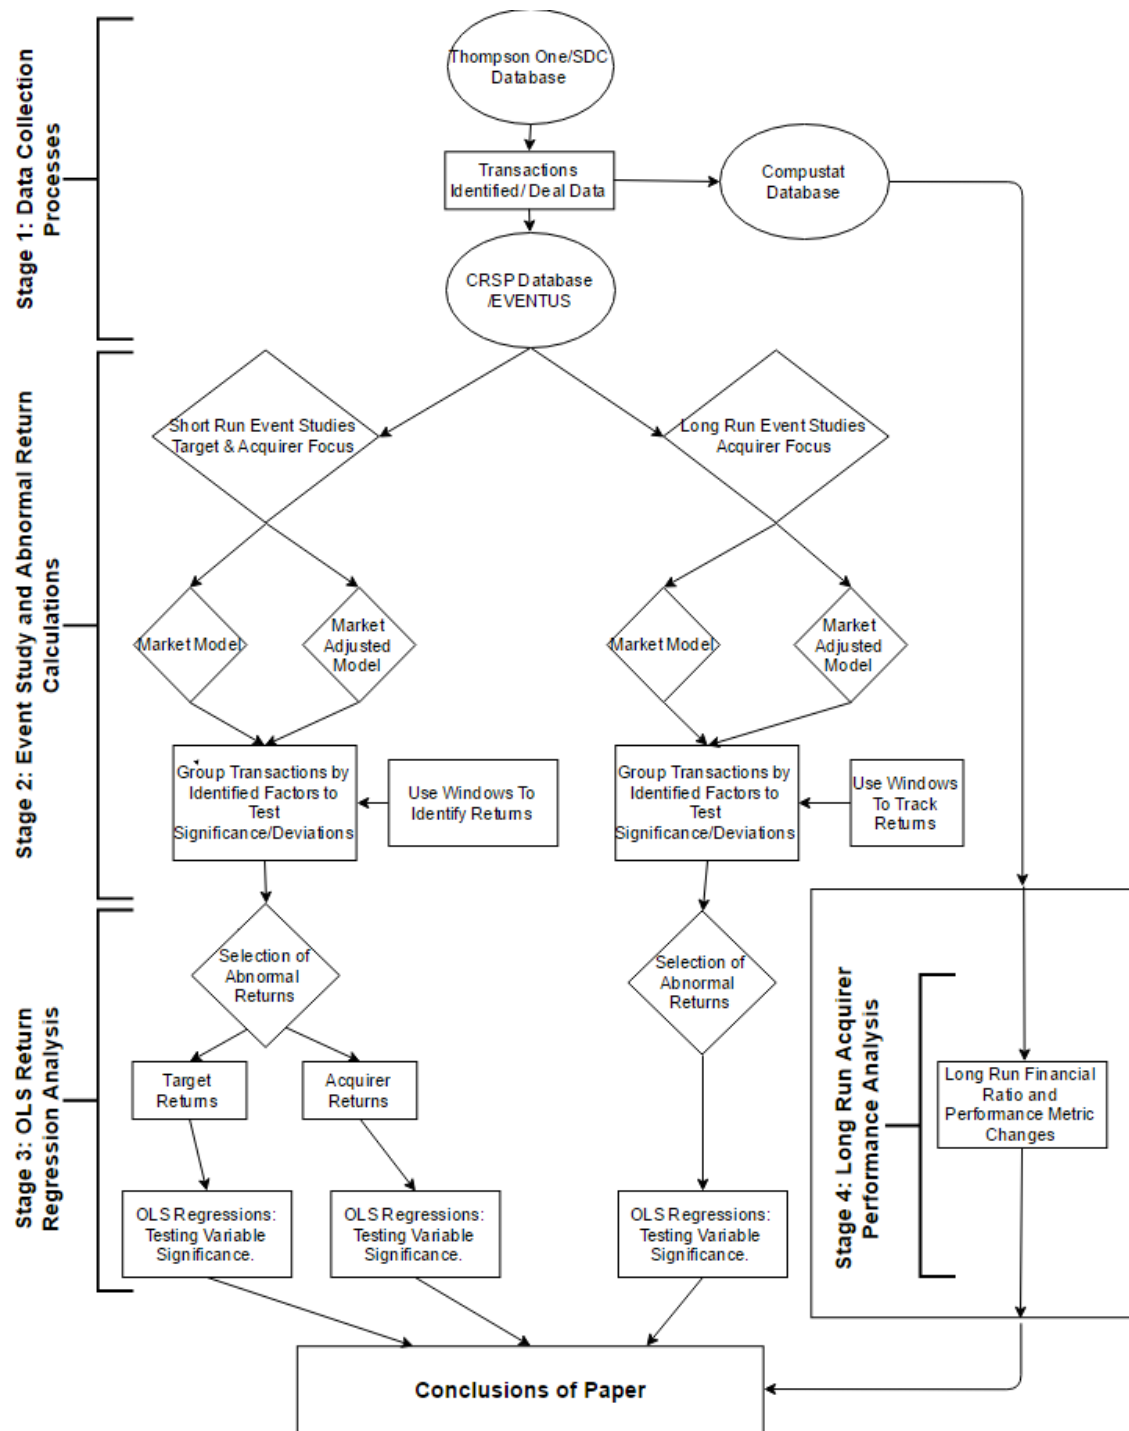 Stage 1: Data Collection
Processes
Thompson One/SDC
Database
Transactions
Identified/ Deal Data
Compustat
Database
CRSP Database
/EVENTUS
Stage 2: Event Study and Abnormal Return
Calculations
Short Run Event Studies
Target & Acquirer Focus
Long Run Event Studies
Acquirer Focus
Market Model
Market
Adjusted
Model
Market Model
Market
Adjusted
Model
Group Transactions by
Identified Factors to
Test
Significance/Deviations
Use Windows To
Identify Returns
Group Transactions by
Identified Factors to
Test
Significance/Deviations
Use Windows
To Track
Returns
Stage 3: OLS Return
Regression Analysis
Selection of
Abnormal
Returns
Selection of
Abnormal
Returns
Target
Returns
Acquirer
Returns
OLS Regressions:
Testing Variable
Significance.
OLS Regressions:
Testing Variable
Significance.
OLS Regressions:
Testing Variable
Significance.
Stage 4: Long Run Acquirer
Performance Analysis
Long Run Financial
Ratio and
Performance Metric
Changes
Conclusions of Paper